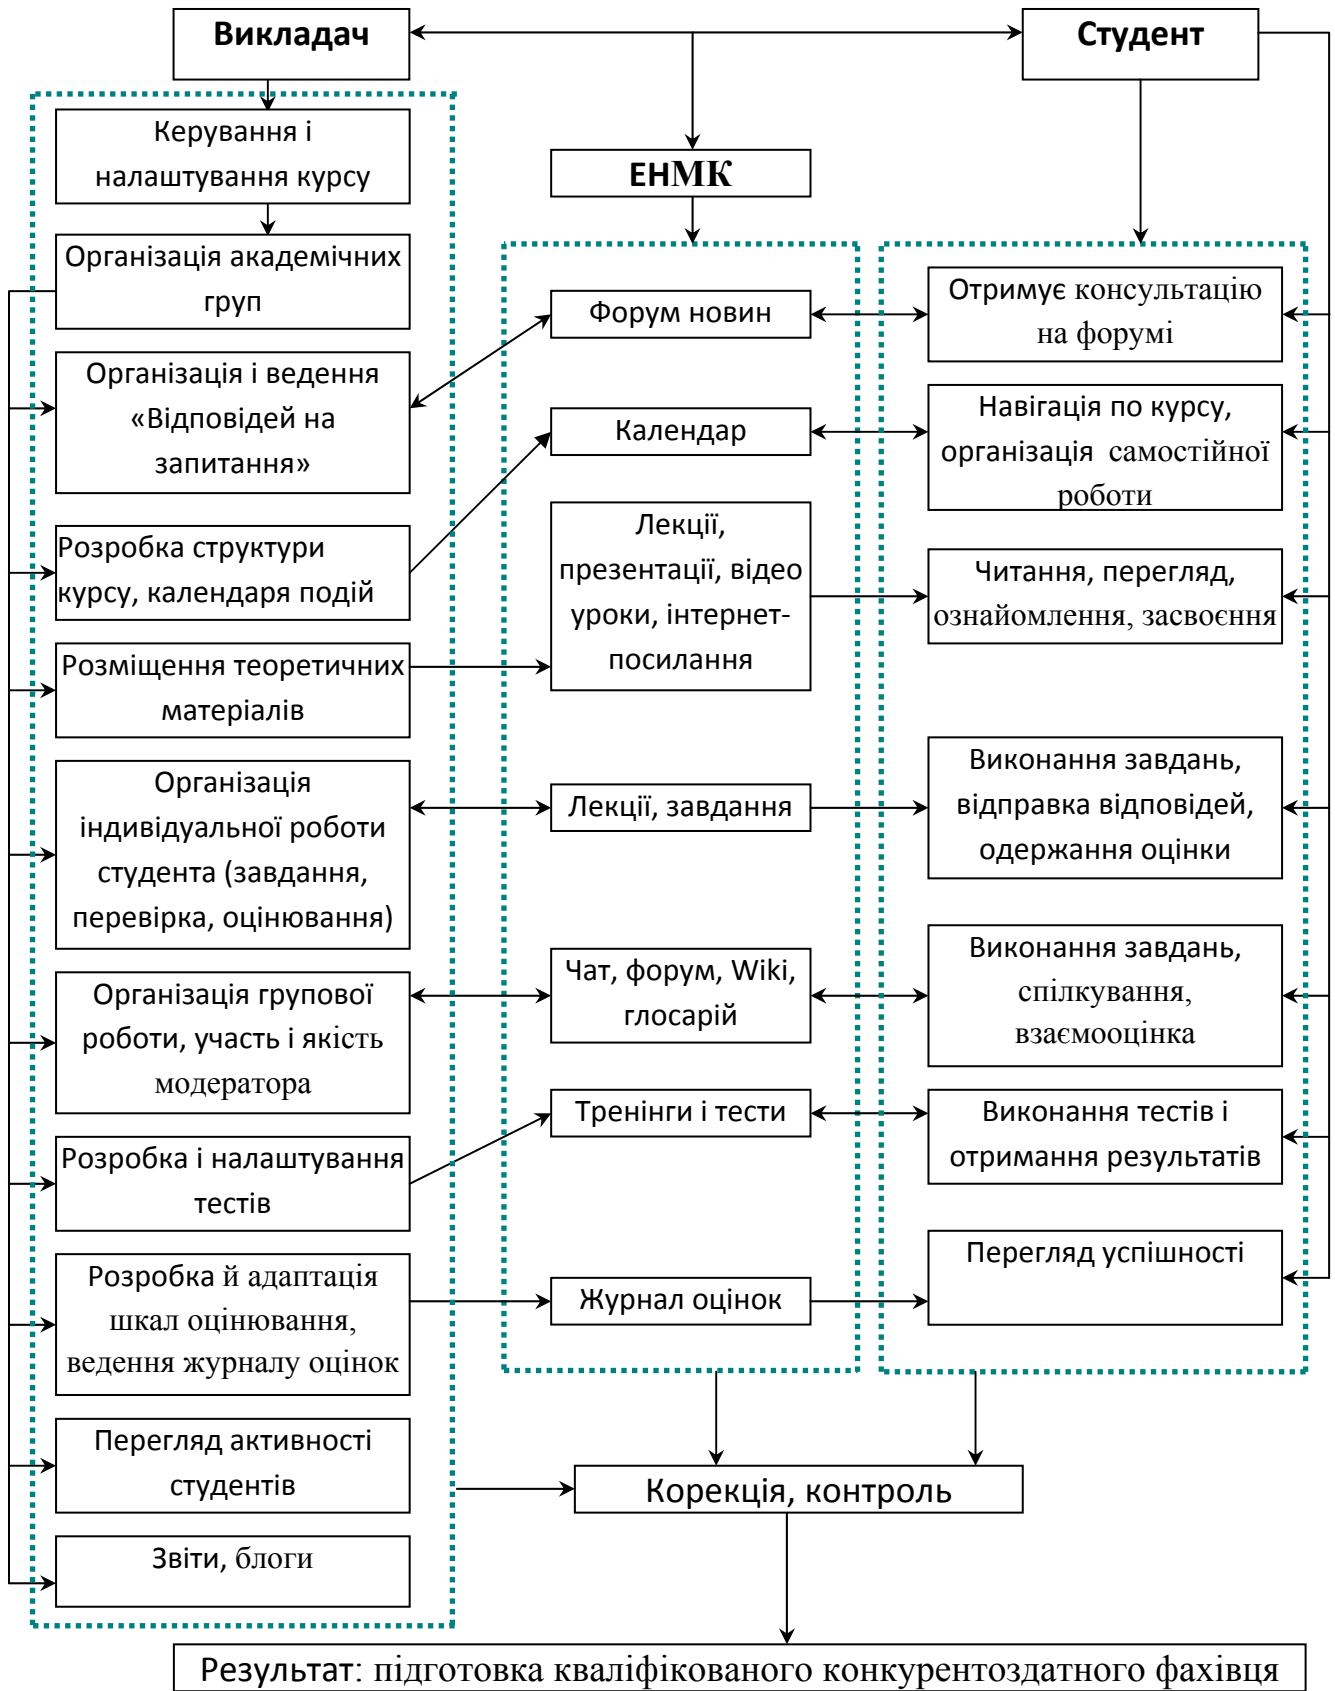 Викладач
Студент
Керування і
налаштування курсу
ЕНМК
Організація академічних
груп
Форум новин
Отримує консультацію
на форумі
Організація і ведення
«Відповідей на
запитання»
Календар
Навігація по курсу,
організація самостійної
роботи
Розробка структури
курсу, календаря подій
Лекції,
презентації, відео
уроки, інтернет-
посилання
Читання, перегляд,
ознайомлення, засвоєння
Розміщення теоретичних
матеріалів
Організація
індивідуальної роботи
студента (завдання,
перевірка, оцінювання)
Лекції, завдання
Виконання завдань,
відправка відповідей,
одержання оцінки
Організація групової
роботи, участь і якість
модератора
Чат, форум, Wiki,
глосарій
Виконання завдань,
спілкування,
взаємооцінка
Розробка і налаштування
тестів
Тренінги і тести
Виконання тестів і
отримання результатів
Розробка й адаптація
шкал оцінювання,
ведення журналу оцінок
Журнал оцінок
Перегляд успішності
Перегляд активності
студентів
Корекція, контроль
Звіти, блоги
Результат: підготовка кваліфікованого конкурентоздатного фахівця